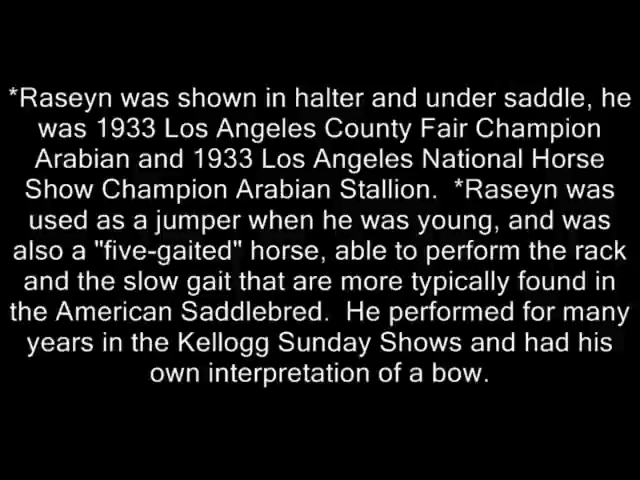 *Raseyn was shown in halter and under saddle, he
was 1933 Los Angeles County Fair Champion
Arabian and 1933 Los Angeles National Horse
Show Champion Arabian Stallion.  *Raseyn was
used as a jumper when he was young, and was
also a "five-gaited" horse, able to perform the rack
and the slow gait that are more typically found in
the American Saddlebred.  He performed for many
years in the Kellogg Sunday Shows and had his
own interpretation of a bow.